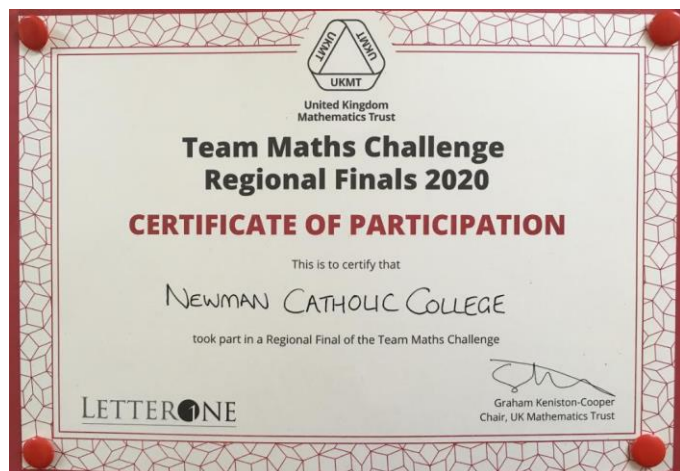 UKMT
UKMT
UKMT
United Kingdom
Mathematics Trust
Team Maths Challenge
Regional Finals 2020
CERTIFICATE OF PARTICIPATION
This is to certify that
NEWMAN CATHOLIC COLLEGE
took part in a Regional Final of the Team Maths Challenge
Graham Keniston-Cooper
Chair, UK Mathematics Trust
LETTERONE
1